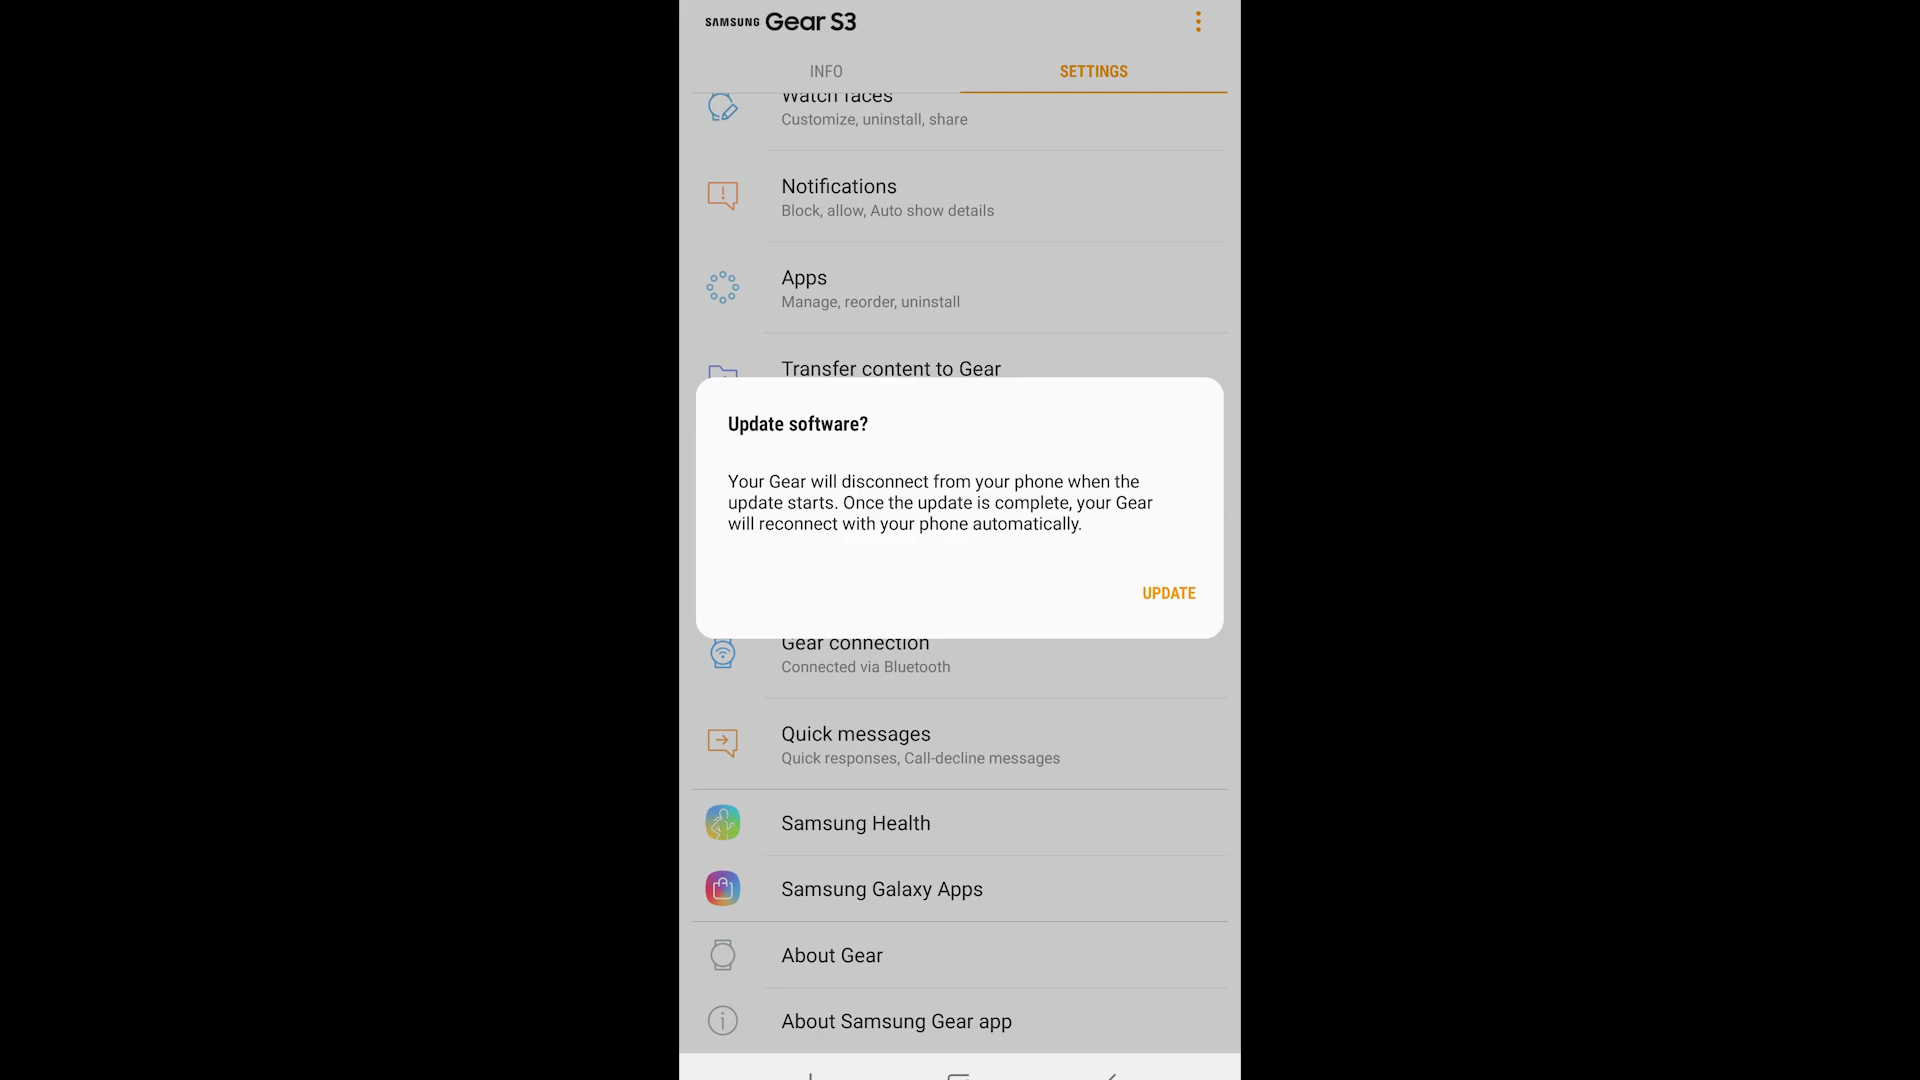 SAMSUNG Gear S3
INFO
SETTINGS
Watch faces
Customize, uninstall, share
Notifications
Block, allow, Auto show details
Apps
Manage, reorder, uninstall
Transfer content to Gear
Update software?
Your Gear will disconnect from your phone when the
update starts. Once the update is complete, your Gear
will reconnect with your phone automatically.
UPDATE
Gear connection
Connected via Bluetooth
Quick messages
Quick responses, Call-decline messages
Samsung Health
Samsung Galaxy Apps
About Gear
About Samsung Gear app